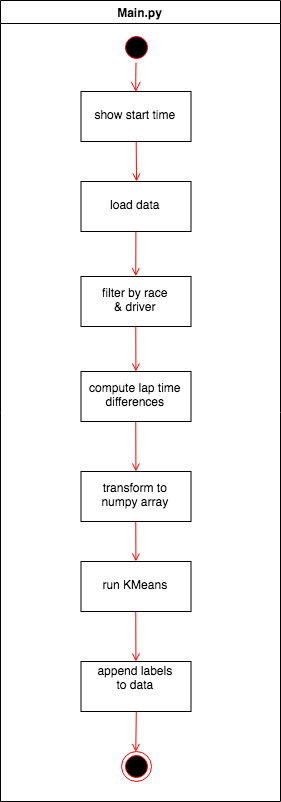 Main.py
show start time
load data
filter by race
& driver
compute lap time
differences
transform to
numpy array
run KMeans
append labels
to data